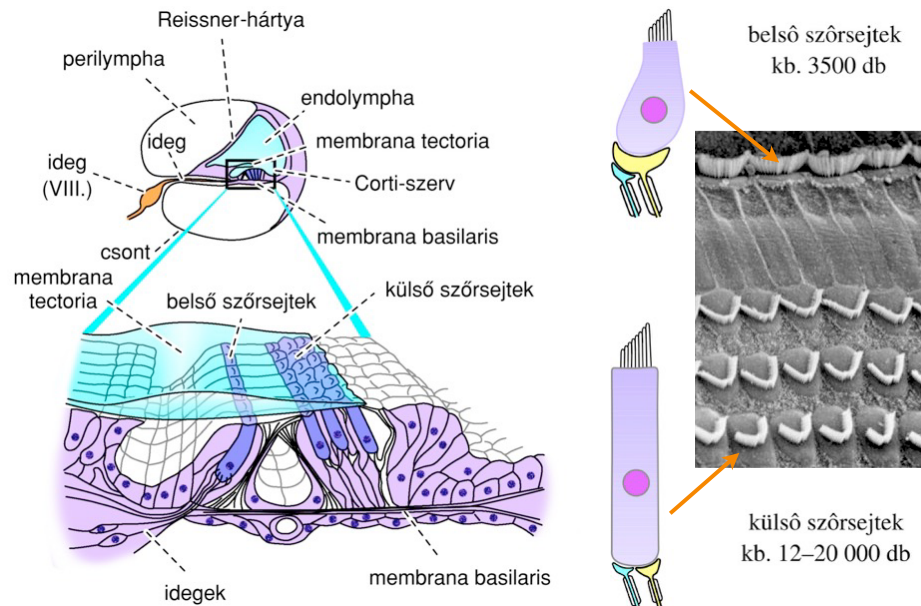 Reissner-hártya
perilympha
endolympha
ideg
membrana tectoria
ideg
(VIII.)
Corti-szerv
membrana basilaris
csont
membrana
tectoria
belső szőrsejtek
külső szőrsejtek
idegek
membrana basilaris
belsô szôrsejtek
kb. 3500 db
külsô szôrsejtek
kb. 12–20 000 db